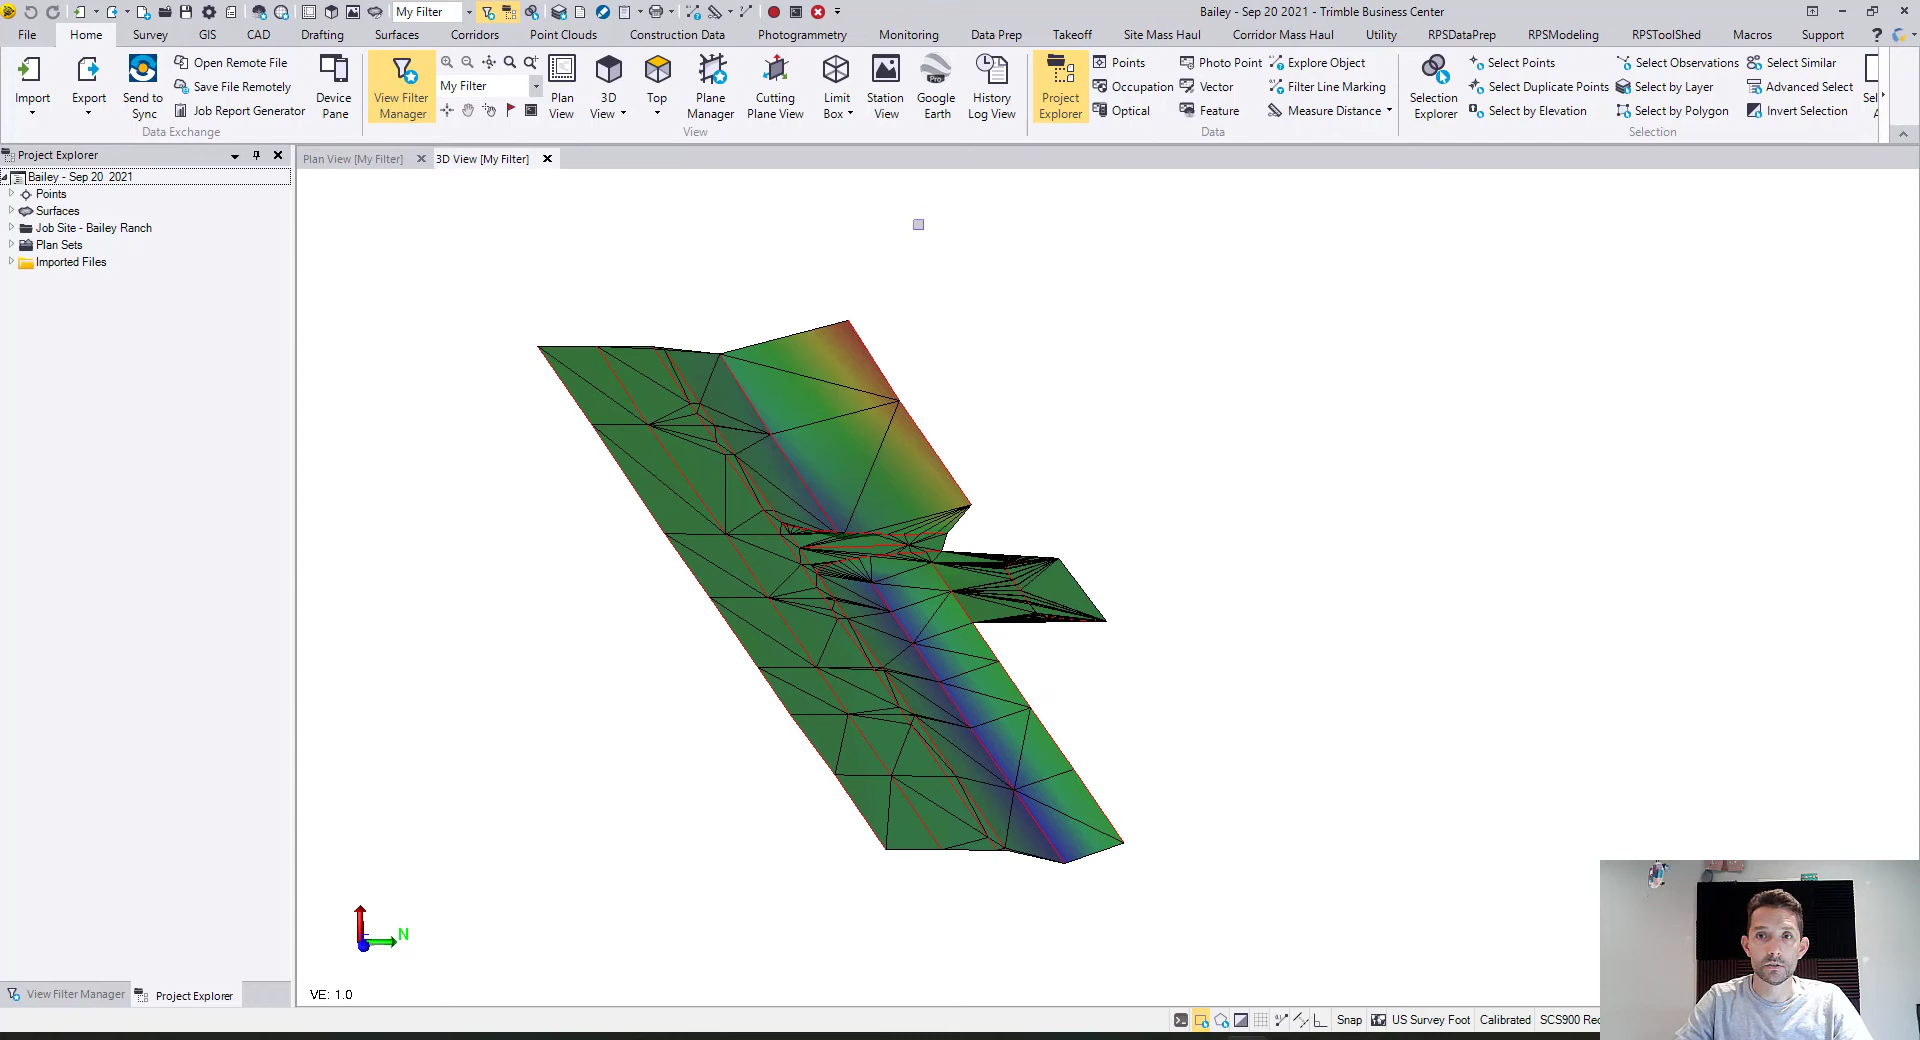 My Filter
Bailey - Sep 20 2021 - Trimble Business Center
File Home Survey GIS CAD Drafting Surfaces Corridors Point Clouds Construction Data Photogrammetry Monitoring Data Prep Takeoff Site Mass Haul Corridor Mass Haul Utility RPSDataPrep RPSModeling RPSToolShed Macros Support
Import
Export
Send to Sync
Open Remote File
Save File Remotely
Job Report Generator
Device Pane
Data Exchange
View Filter Manager
My Filter
Plan View
3D View
Top
Plane Manager
Cutting Plane View
Limit Box
Station View
Google Earth
History Log View
View
Project Explorer
Points
Occupation
Optical
Photo Point
Vector
Feature
Explore Object
Filter Line Marking
Measure Distance
Data
Selection Explorer
Select Points
Select Duplicate Points
Select by Elevation
Select Observations
Select by Layer
Select by Polygon
Select Similar
Advanced Select
Invert Selection
Selection
Project Explorer
Bailey - Sep 20 2021
Points
Surfaces
Job Site - Bailey Ranch
Plan Sets
Imported Files
Plan View [My Filter]
3D View [My Filter]
N
VE: 1.0
View Filter Manager
Project Explorer
Snap US Survey Foot Calibrated SCS900 Rec